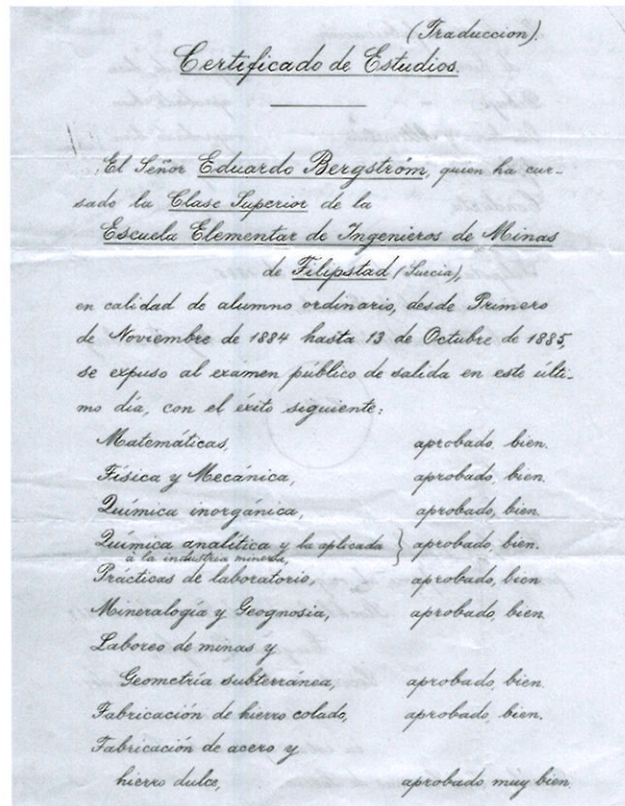 (Traduccion).
Certificado de Estudios.
El Señor Eduardo Bergström, quien ha cur-
sado la Clase Superior de la
Escuela Elementar de Ingenieros de Minas
de Filipstad (Suecia),
en calidad de alumno ordinario, desde Primero
de Noviembre de 1884 hasta 13 de Octubre de 1885,
se expuso al exámen público de salida en este últi-
mo día, con el éxito siguiente:
Matemáticas, aprobado, bien.
Física y Mecánica, aprobado, bien.
Química inorgánica, aprobado, bien.
Química analítica y la aplicada } aprobado, bien.
á la industria minera,
Prácticas de laboratorio, aprobado, bien
Mineralogía y Geognosia, aprobado, bien.
Laboreo de minas y
Geometría subterránea, aprobado, bien.
Fabricación de hierro colado, aprobado, bien.
Fabricación de acero y
hierro dulce, aprobado muy bien